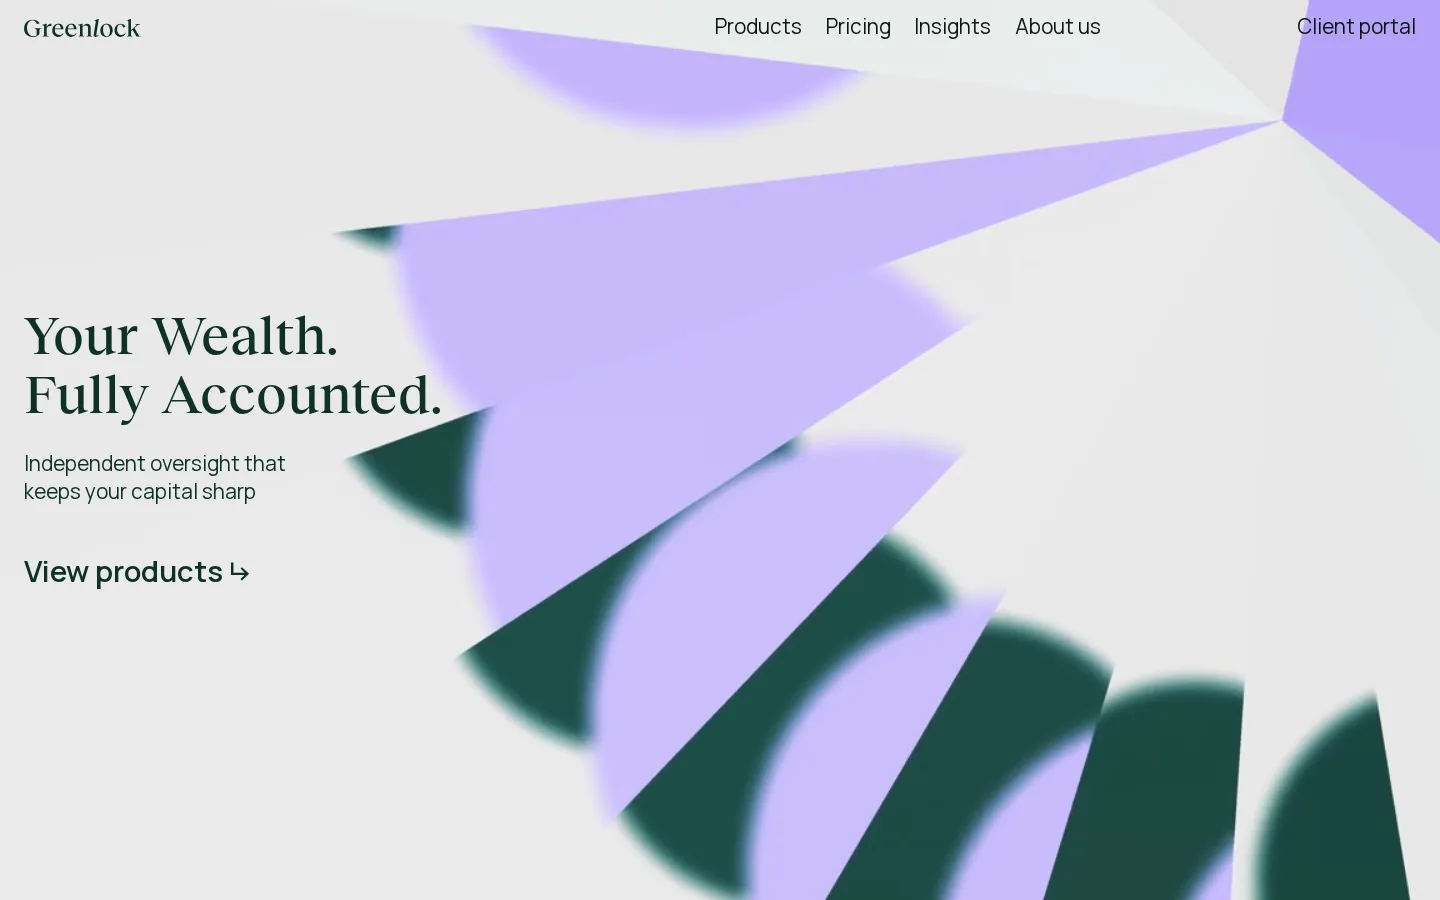 Greenlock
Products Pricing Insights About us Client portal
Your Wealth.
Fully Accounted.
Independent oversight that
keeps your capital sharp
View products ↳